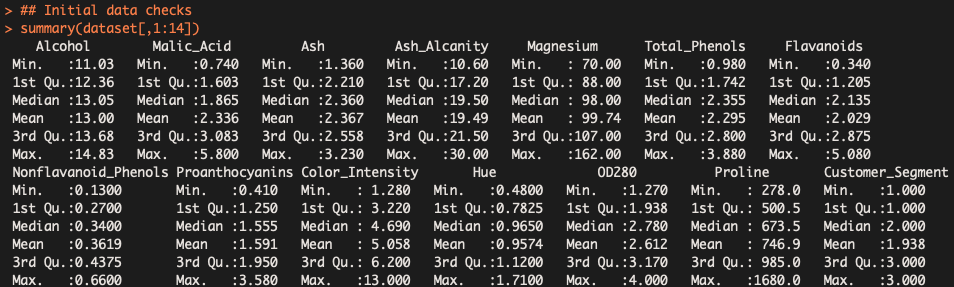 > ## Initial data checks
> summary(dataset[,1:14])
    Alcohol        Malic_Acid         Ash         Ash_Alcanity     Magnesium      Total_Phenols     Flavanoids   
 Min.   :11.03   Min.   :0.740   Min.   :1.360   Min.   :10.60   Min.   : 70.00   Min.   :0.980   Min.   :0.340  
 1st Qu.:12.36   1st Qu.:1.603   1st Qu.:2.210   1st Qu.:17.20   1st Qu.: 88.00   1st Qu.:1.742   1st Qu.:1.205  
 Median :13.05   Median :1.865   Median :2.360   Median :19.50   Median : 98.00   Median :2.355   Median :2.135  
 Mean   :13.00   Mean   :2.336   Mean   :2.367   Mean   :19.49   Mean   : 99.74   Mean   :2.295   Mean   :2.029  
 3rd Qu.:13.68   3rd Qu.:3.083   3rd Qu.:2.558   3rd Qu.:21.50   3rd Qu.:107.00   3rd Qu.:2.800   3rd Qu.:2.875  
 Max.   :14.83   Max.   :5.800   Max.   :3.230   Max.   :30.00   Max.   :162.00   Max.   :3.880   Max.   :5.080  
 Nonflavanoid_Phenols Proanthocyanins Color_Intensity       Hue             OD280          Proline       Customer_Segment
 Min.   :0.1300       Min.   :0.410   Min.   : 1.280   Min.   :0.4800   Min.   :1.270   Min.   : 278.0   Min.   :1.000   
 1st Qu.:0.2700       1st Qu.:1.250   1st Qu.: 3.220   1st Qu.:0.7825   1st Qu.:1.938   1st Qu.: 500.5   1st Qu.:1.000   
 Median :0.3400       Median :1.555   Median : 4.690   Median :0.9650   Median :2.780   Median : 673.5   Median :2.000   
 Mean   :0.3619       Mean   :1.591   Mean   : 5.058   Mean   :0.9574   Mean   :2.612   Mean   : 746.9   Mean   :1.938   
 3rd Qu.:0.4375       3rd Qu.:1.950   3rd Qu.: 6.200   3rd Qu.:1.1200   3rd Qu.:3.170   3rd Qu.: 985.0   3rd Qu.:3.000   
 Max.   :0.6600       Max.   :3.580   Max.   :13.000   Max.   :1.7100   Max.   :4.000   Max.   :1680.0   Max.   :3.000